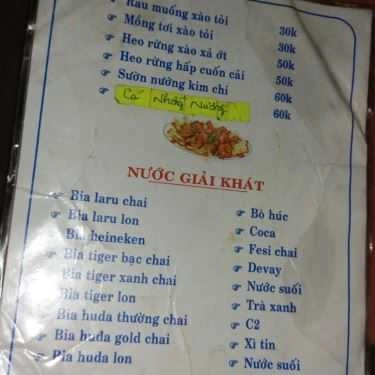 Rau muống xào tỏi 30k
Mồng tơi xào tỏi 30k
Heo rừng xào xả ớt 50k
Heo rừng hấp cuốn cải 50k
Sườn nướng kim chi 60k
Cá Nướng 60k
NƯỚC GIẢI KHÁT
Bia laru chai
Bia laru lon
Bia heineken
Bia tiger bạc chai
Bia tiger xanh chai
Bia tiger lon
Bia huda thường chai
Bia huda gold chai
Bia huda lon
Bò húc
Coca
Fesi chai
Devay
Nước suối
Trà xanh
C2
Xì tin
Nước suối